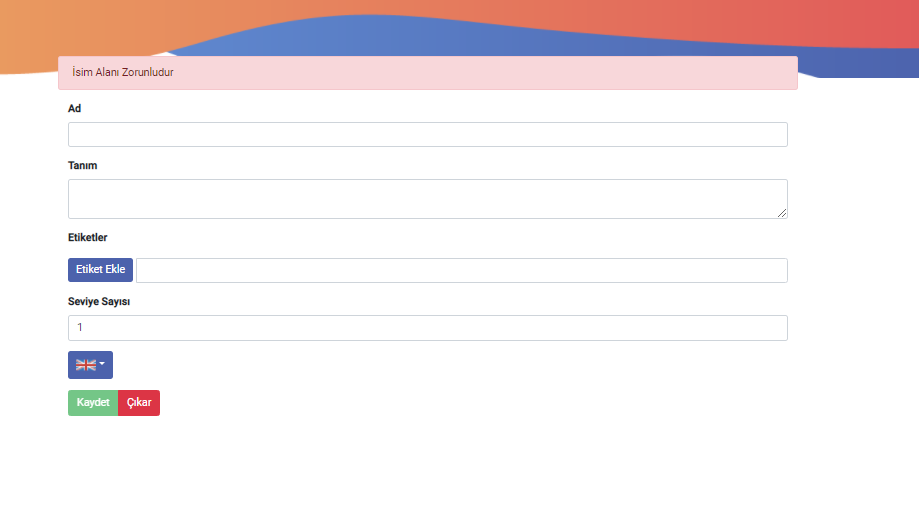 İsim Alanı Zorunludur
Ad
Tanım
Etiketler
Etiket Ekle
Seviye Sayısı
1
Kaydet Çıkar